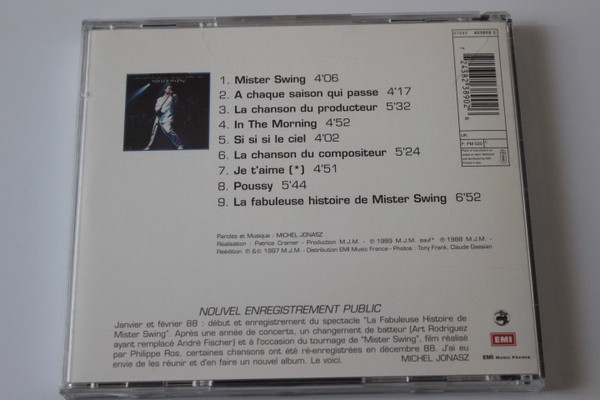 1. Mister Swing 4'06
2. A chaque saison qui passe 4'17
3. La chanson du producteur 5'32
4. In The Morning 4'52
5. Si si si le ciel 4'02
6. La chanson du compositeur 5'24
7. Je t'aime (*) 4'51
8. Poussy 5'44
9. La fabuleuse histoire de Mister Swing 6'52
Paroles et Musique : MICHEL JONASZ
Réalisation : Patrice Cramer - Production M.J.M. - ℗ 1989 M.J.M. sauf* ℗ 1988 M.J.M. -
Réédition ℗ & © 1997 M.J.M - Distribution EMI Music France - Photos : Tony Frank, Claude Gassian
NOUVEL ENREGISTREMENT PUBLIC
Janvier et février 88 : début et enregistrement du spectacle "La Fabuleuse Histoire de
Mister Swing". Après une année de concerts, un changement de batteur (Art Rodriguez
ayant remplacé André Fischer) et à l'occasion du tournage de "Mister Swing", film réalisé
par Philippe Ros, certaines chansons ont été ré-enregistrées en décembre 88. J'ai eu
envie de les réunir et d'en faire un nouvel album. Le voici.
MICHEL JONASZ
EMI
EMI MUSIC FRANCE